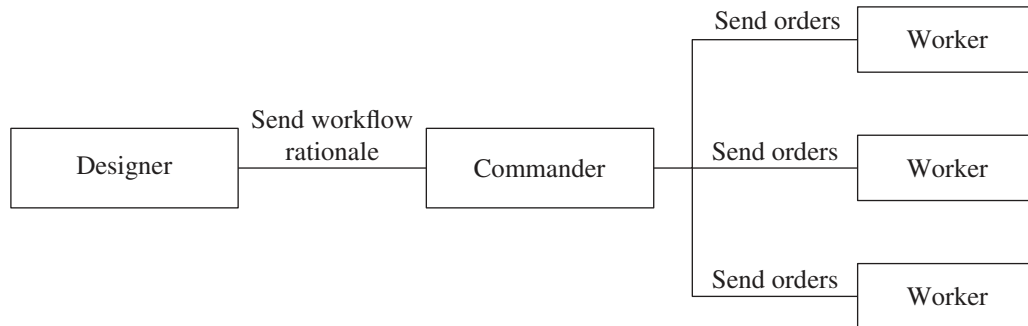 Send orders
Worker
Designer
Send workflow
rationale
Commander
Send orders
Worker
Send orders
Worker